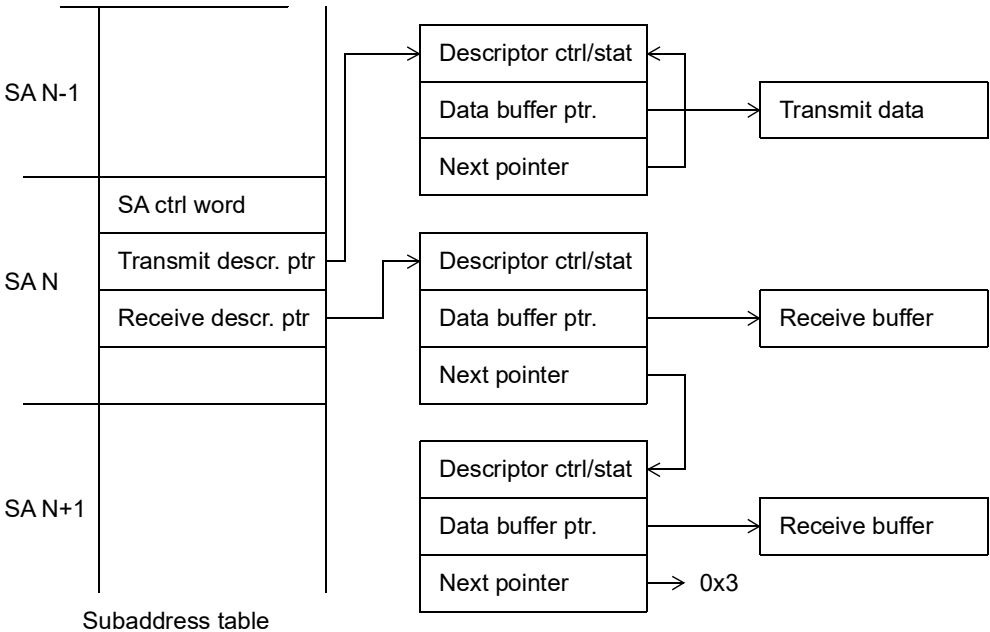 SA N-1
SA N
SA N+1
SA ctrl word
Transmit descr. ptr
Receive descr. ptr
Subaddress table
Descriptor ctrl/stat
Data buffer ptr.
Next pointer
Transmit data
Descriptor ctrl/stat
Data buffer ptr.
Next pointer
Receive buffer
Descriptor ctrl/stat
Data buffer ptr.
Next pointer
Receive buffer
0x3